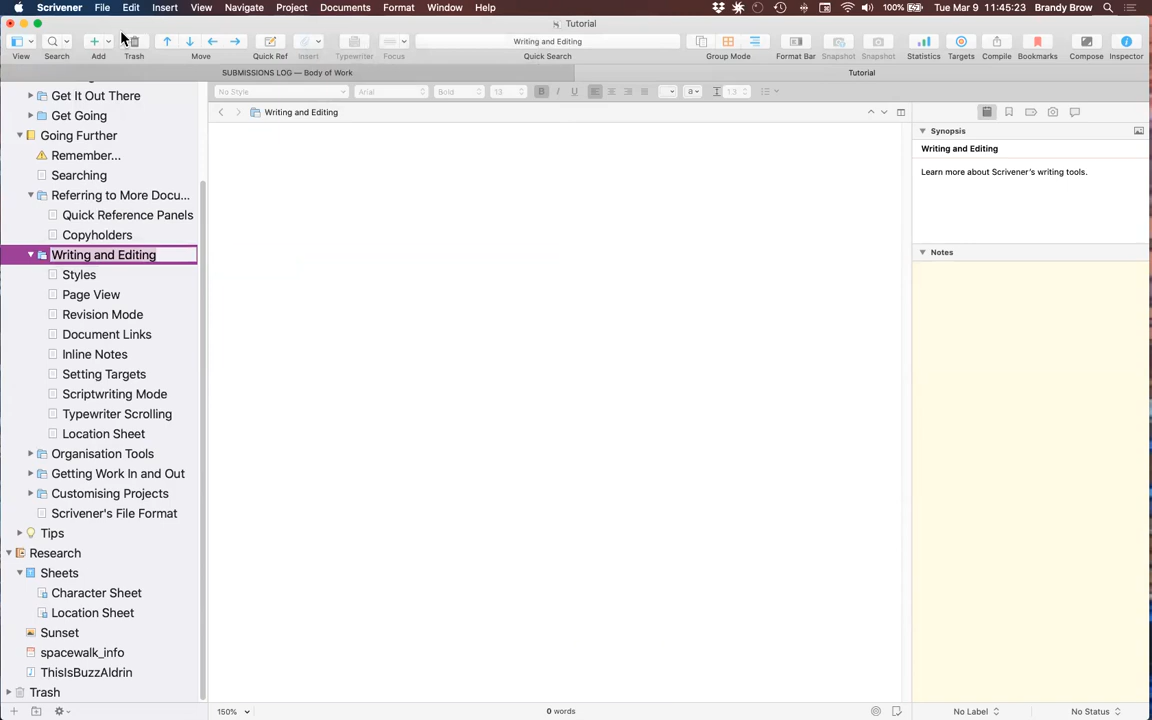 Scrivener File Edit Insert View Navigate Project Documents Format Window Help 100% Tue Mar 9 11:45:23 Brandy Brow
Tutorial
Writing and Editing
View Search Add Trash Move Quick Ref Insert Typewriter Focus Quick Search Group Mode Format Bar Snapshot Snapshot Statistics Targets Compile Bookmarks Compose Inspector
SUBMISSIONS LOG — Body of Work Tutorial
No Style Arial Bold 13 B I U a 1.3
Get It Out There
Get Going
Going Further
Remember...
Searching
Referring to More Docu...
Quick Reference Panels
Copyholders
Writing and Editing
Styles
Page View
Revision Mode
Document Links
Inline Notes
Setting Targets
Scriptwriting Mode
Typewriter Scrolling
Location Sheet
Organisation Tools
Getting Work In and Out
Customising Projects
Scrivener's File Format
Tips
Research
Sheets
Character Sheet
Location Sheet
Sunset
spacewalk_info
ThisIsBuzzAldrin
Trash
Writing and Editing
150% 0 words
Synopsis
Writing and Editing
Learn more about Scrivener's writing tools.
Notes
No Label No Status